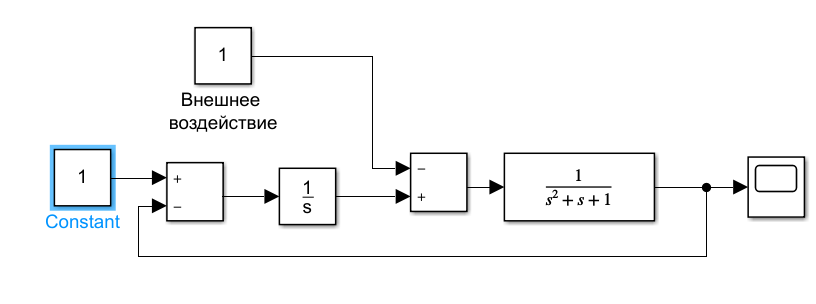 1
Внешнее
воздействие
1
Constant
+
−
1
s
−
+
1
s² + s + 1